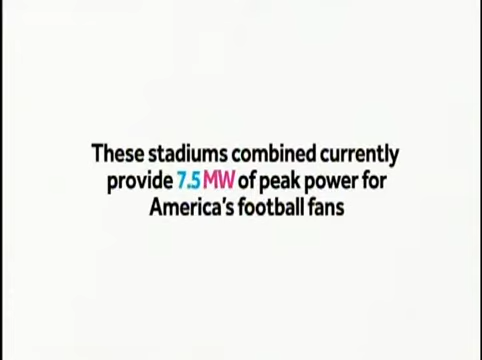 These stadiums combined currently
provide 7.5 MW of peak power for
America's football fans